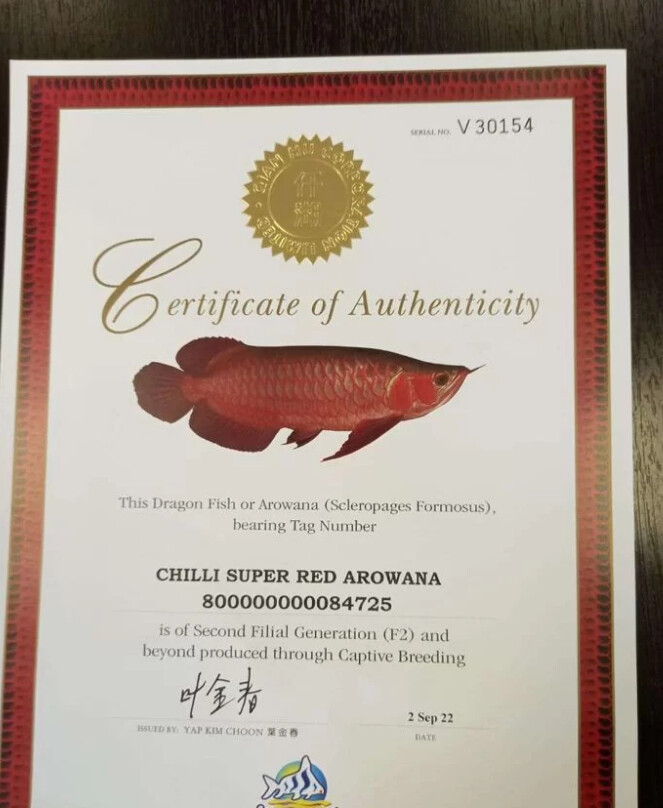 SERIAL NO. V 30154
Certificate of Authenticity
This Dragon Fish or Arowana (Scleropages Formosus),
bearing Tag Number
CHILLI SUPER RED AROWANA
800000000084725
is of Second Filial Generation (F2) and
beyond produced through Captive Breeding
叶金春
2 Sep 22
ISSUED BY: YAP KIM CHOON 葉金春
DATE